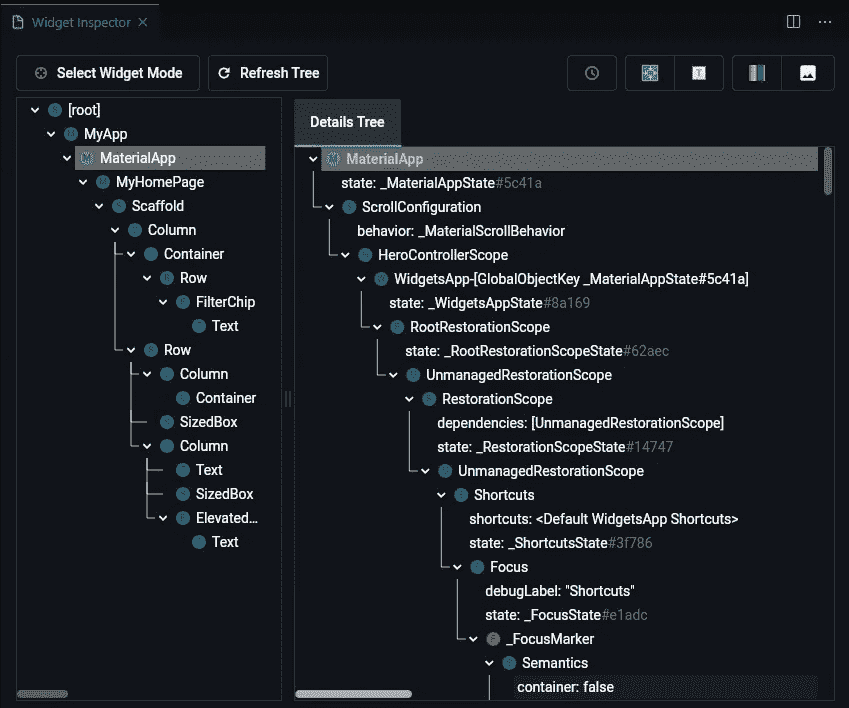 Widget Inspector
Select Widget Mode
Refresh Tree
[root]
MyApp
MaterialApp
MyHomePage
Scaffold
Column
Container
Row
FilterChip
Text
Row
Column
Container
SizedBox
Column
Text
SizedBox
Elevated...
Text
Details Tree
MaterialApp
state: _MaterialAppState#5c41a
ScrollConfiguration
behavior: _MaterialScrollBehavior
HeroControllerScope
WidgetsApp-[GlobalObjectKey _MaterialAppState#5c41a]
state: _WidgetsAppState#8a169
RootRestorationScope
state: _RootRestorationScopeState#62aec
UnmanagedRestorationScope
RestorationScope
dependencies: [UnmanagedRestorationScope]
state: _RestorationScopeState#14747
UnmanagedRestorationScope
Shortcuts
shortcuts: <Default WidgetsApp Shortcuts>
state: _ShortcutsState#3f786
Focus
debugLabel: "Shortcuts"
state: _FocusState#e1adc
_FocusMarker
Semantics
container: false